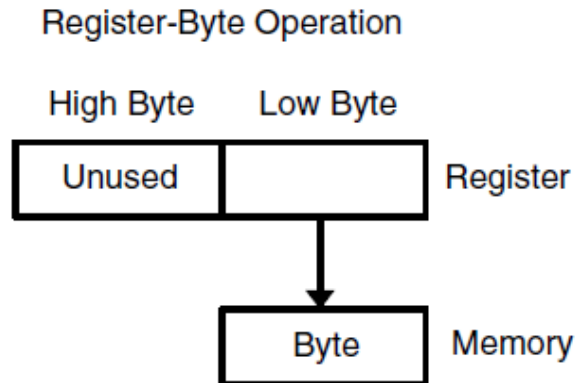 Register-Byte Operation
High Byte Low Byte
Unused Register
Byte Memory